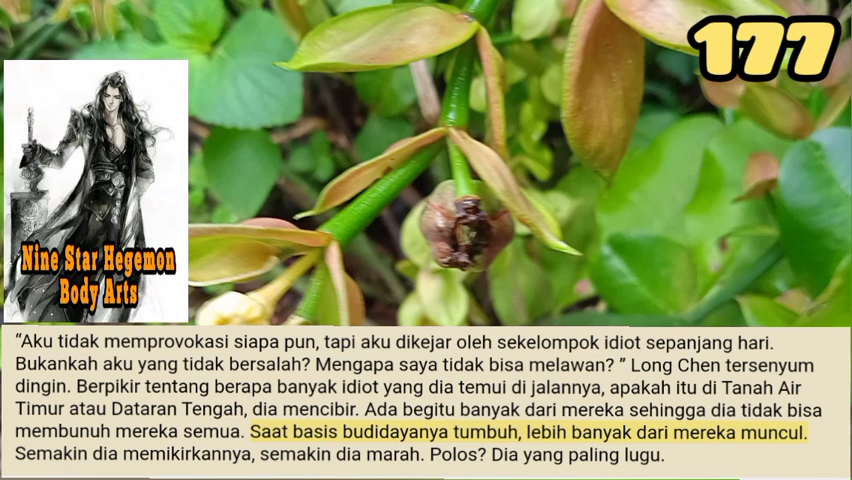 177
Nine Star Hegemon
Body Arts
“Aku tidak memprovokasi siapa pun, tapi aku dikejar oleh sekelompok idiot sepanjang hari.
Bukankah aku yang tidak bersalah? Mengapa saya tidak bisa melawan? ” Long Chen tersenyum
dingin. Berpikir tentang berapa banyak idiot yang dia temui di jalannya, apakah itu di Tanah Air
Timur atau Dataran Tengah, dia mencibir. Ada begitu banyak dari mereka sehingga dia tidak bisa
membunuh mereka semua. Saat basis budidayanya tumbuh, lebih banyak dari mereka muncul.
Semakin dia memikirkannya, semakin dia marah. Polos? Dia yang paling lugu.